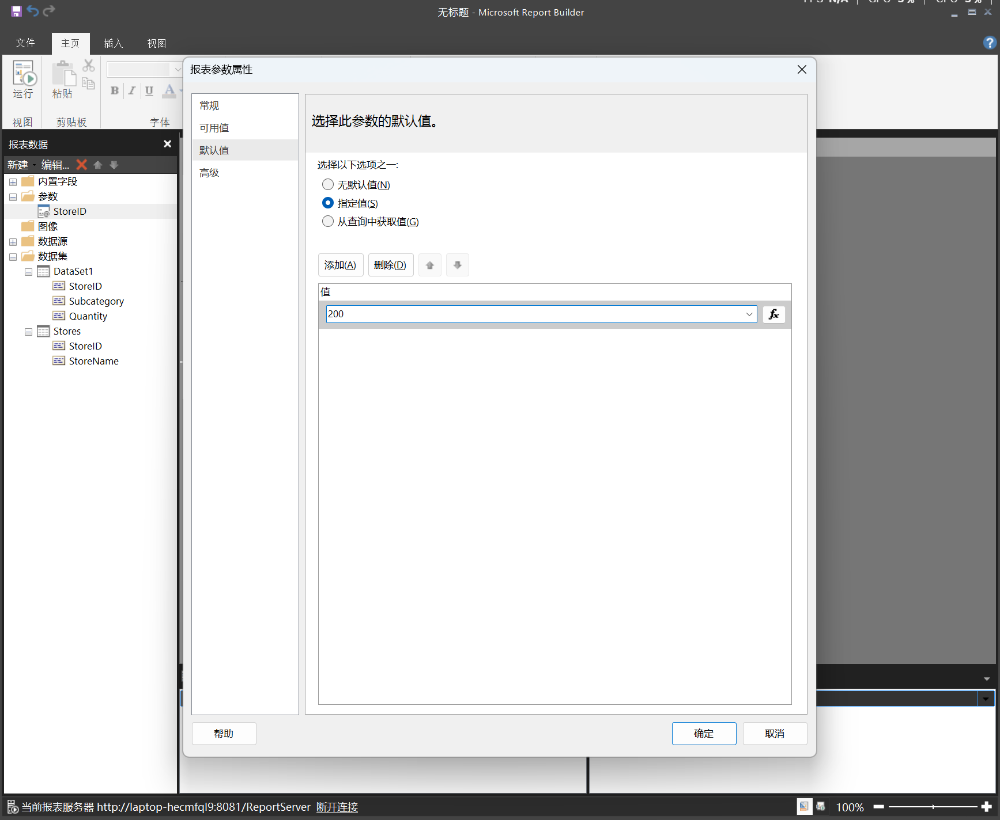 无标题 - Microsoft Report Builder
文件 主页 插入 视图
运行 粘贴 B I U A
视图 剪贴板 字体
报表数据
新建 编辑...
内置字段
参数
StoreID
图像
数据源
数据集
DataSet1
StoreID
Subcategory
Quantity
Stores
StoreID
StoreName
报表参数属性
常规
可用值
默认值
高级
选择此参数的默认值。
选择以下选项之一:
无默认值(N)
指定值(S)
从查询中获取值(G)
添加(A) 删除(D)
值
200 fx
帮助 确定 取消
当前报表服务器 http://laptop-hecmfql9:8081/ReportServer 断开连接 100%